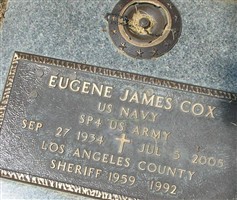 EUGENE JAMES COX
US NAVY
SP4 US ARMY
SEP 27 1934 JUL 5 2008
LOS ANGELES COUNTY
SHERIFF 1959 1992